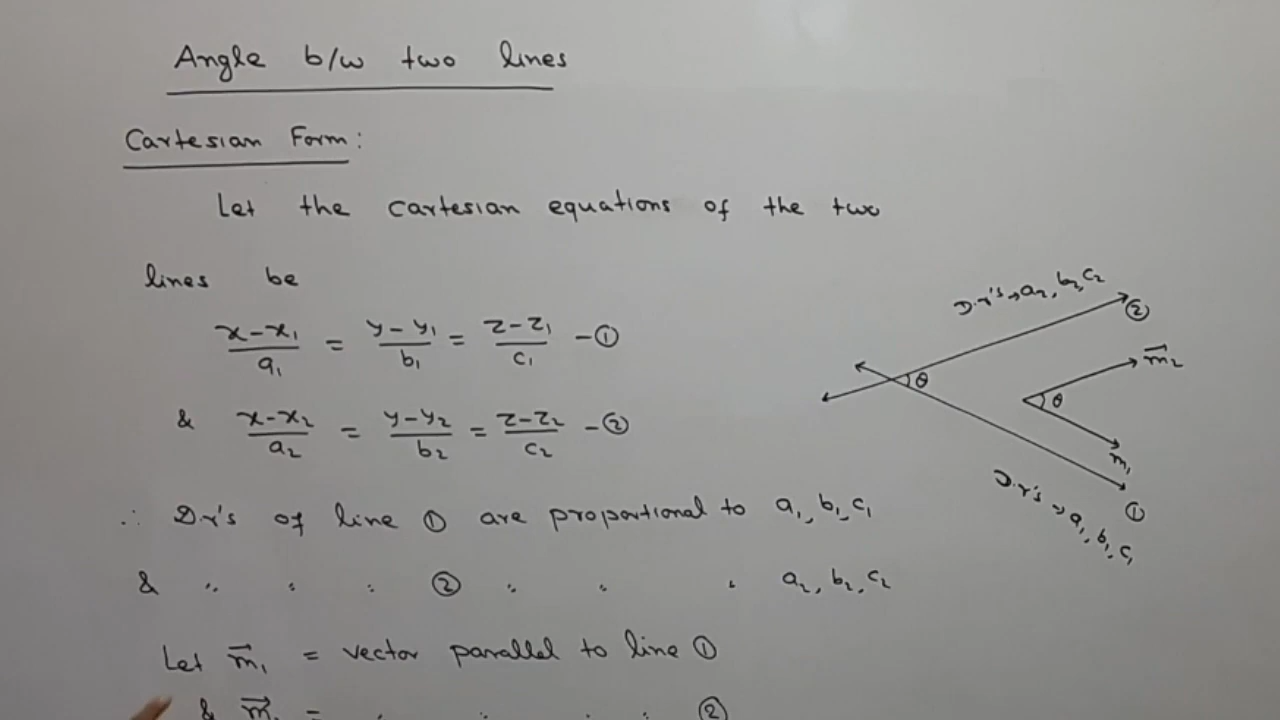 Angle b/w two lines
Cartesian Form:
Let the cartesian equations of the two
lines be
x-x₁/a₁ = y-y₁/b₁ = z-z₁/c₁ -①
& x-x₂/a₂ = y-y₂/b₂ = z-z₂/c₂ -②
∴ D.r's of line ① are proportional to a₁, b₁, c₁
& " " " ② " " " a₂, b₂, c₂
Let m⃗₁ = vector parallel to line ①
& m⃗ = " " " " ②
D.r's → a₂, b₂, c₂
②
θ
m⃗₂
θ
m₁
①
D.r's → a₁, b₁, c₁